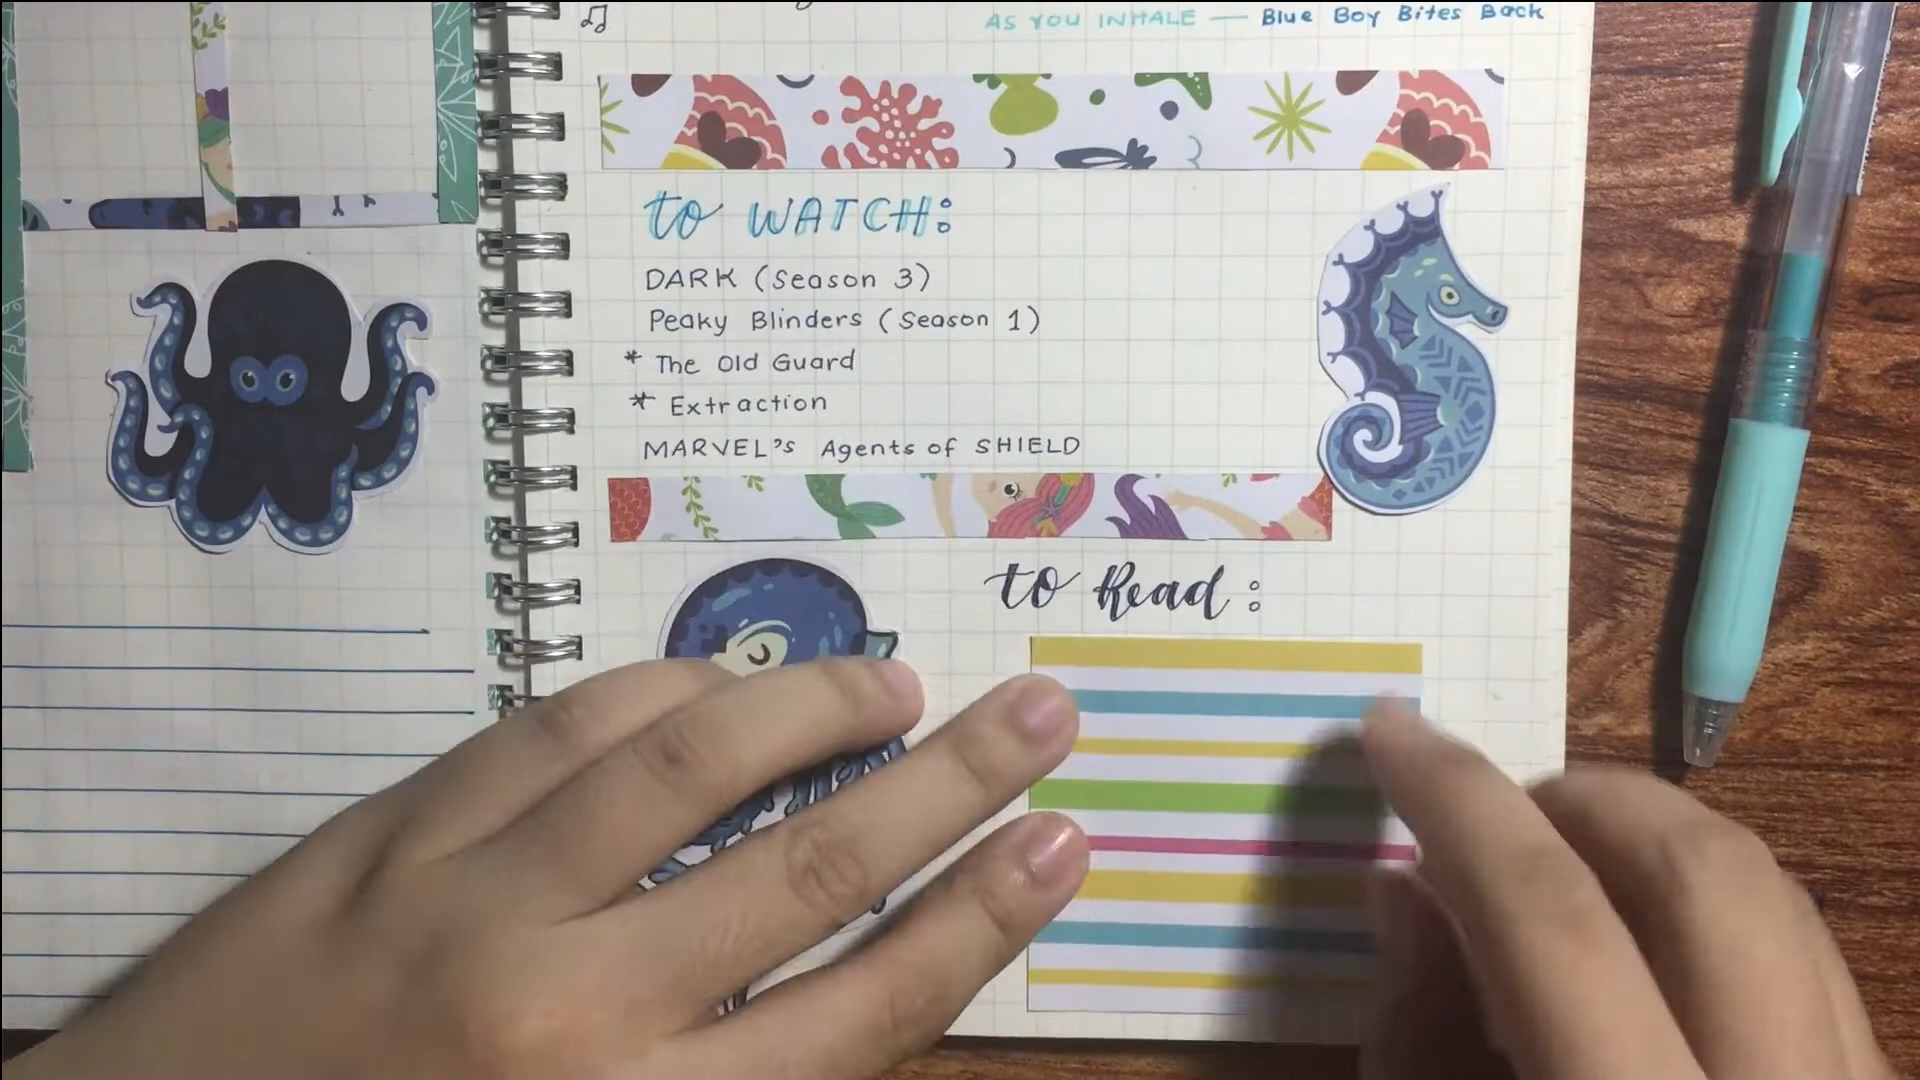 AS YOU INHALE — Blue Boy Bites Back
to WATCH:
DARK (Season 3)
Peaky Blinders (Season 1)
* The Old Guard
* Extraction
MARVEL's Agents of SHIELD
to Read: